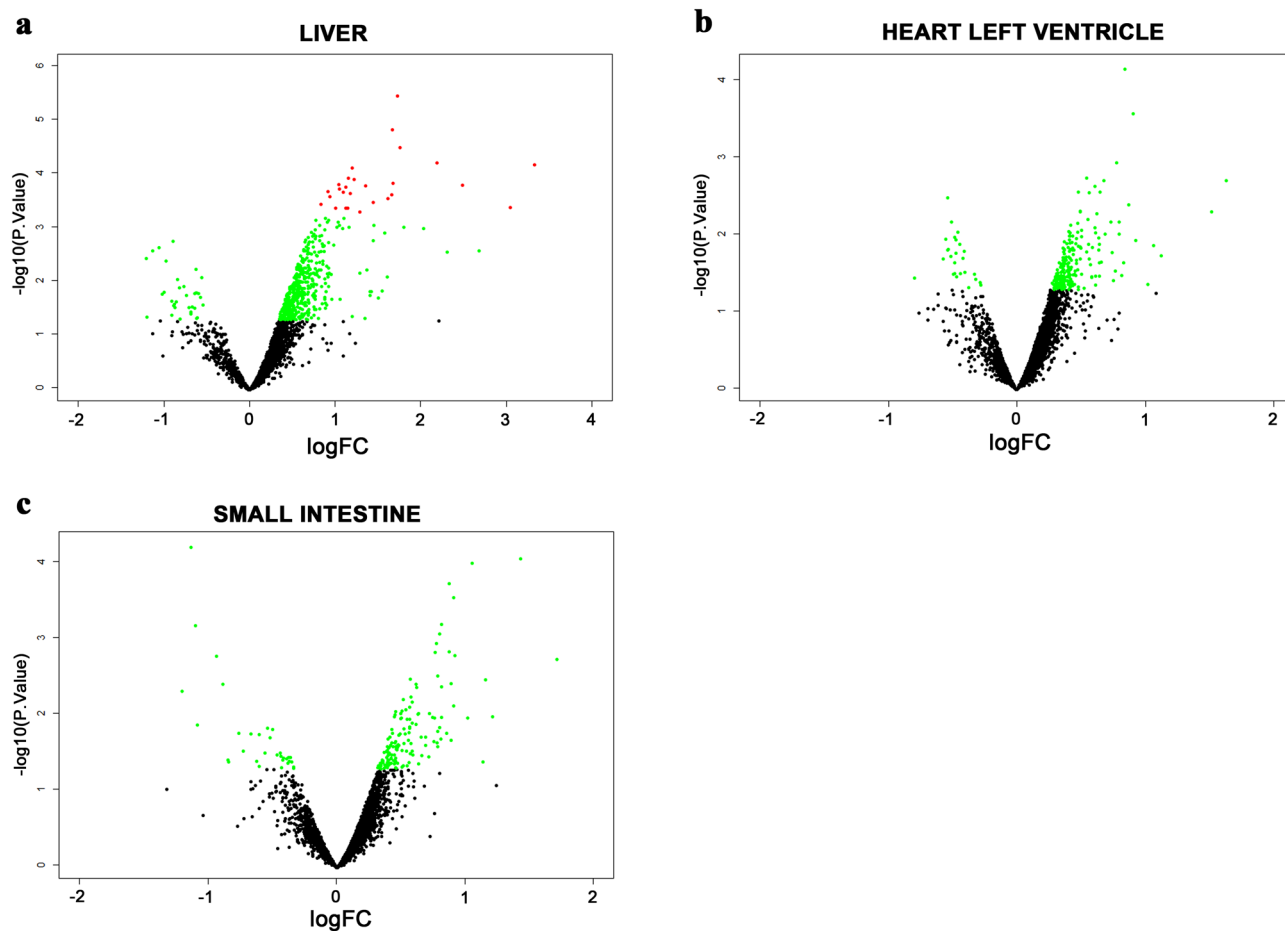 a
LIVER
6
5
4
3
2
1
0
-log10(P.Value)
-2 -1 0 1 2 3 4
logFC
b
HEART LEFT VENTRICLE
4
3
2
1
0
-log10(P.Value)
-2 -1 0 1 2
logFC
c
SMALL INTESTINE
4
3
2
1
0
-log10(P.Value)
-2 -1 0 1 2
logFC